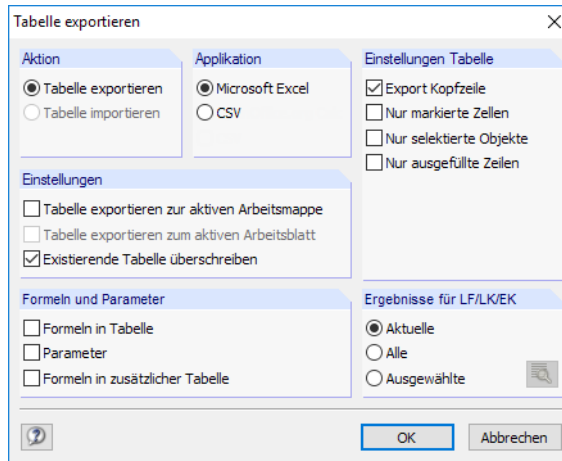 Tabelle exportieren
Aktion
Tabelle exportieren
Tabelle importieren
Applikation
Microsoft Excel
CSV
Einstellungen Tabelle
Export Kopfzeile
Nur markierte Zellen
Nur selektierte Objekte
Nur ausgefüllte Zeilen
Einstellungen
Tabelle exportieren zur aktiven Arbeitsmappe
Tabelle exportieren zum aktiven Arbeitsblatt
Existierende Tabelle überschreiben
Formeln und Parameter
Formeln in Tabelle
Parameter
Formeln in zusätzlicher Tabelle
Ergebnisse für LF/LK/EK
Aktuelle
Alle
Ausgewählte
OK
Abbrechen